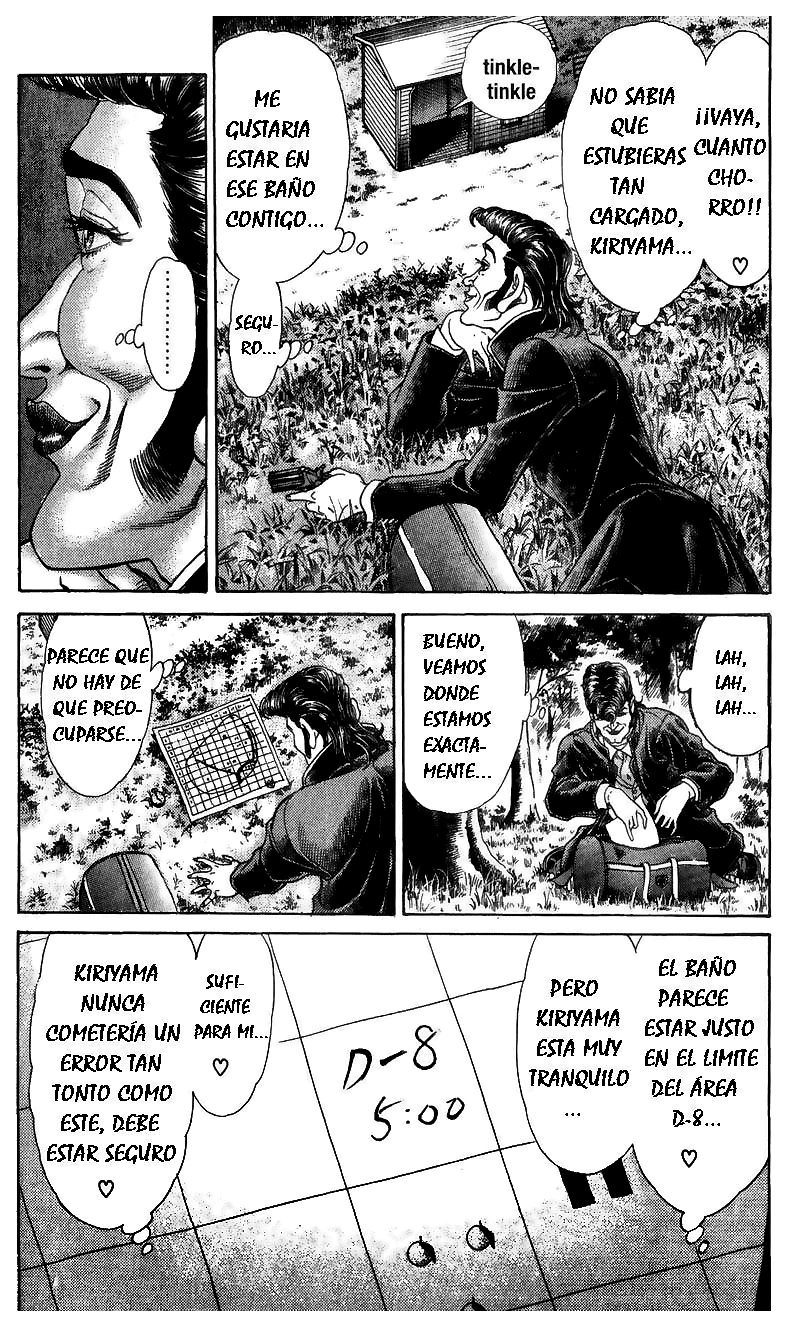 ¡¡VAYA,
CUANTO
CHO-
RRO!!
♡
NO SABIA
QUE
ESTUBIERAS
TAN
CARGADO,
KIRIYAMA...
tinkle-
tinkle
ME
GUSTARIA
ESTAR EN
ESE BAÑO
CONTIGO...
SEGU-
RO...
............
LAH,
LAH,
LAH...
BUENO,
VEAMOS
DONDE
ESTAMOS
EXACTA-
MENTE...
PARECE QUE
NO HAY DE
QUE PREO-
CUPARSE...
EL BAÑO
PARECE
ESTAR JUSTO
EN EL LIMITE
DEL ÁREA
D-8...
♡
PERO
KIRIYAMA
ESTA MUY
TRANQUILO
...
D-8
5:00
SUFI-
CIENTE
PARA MI...
♡
KIRIYAMA
NUNCA
COMETERÍA UN
ERROR TAN
TONTO COMO
ESTE, DEBE
ESTAR SEGURO
♡